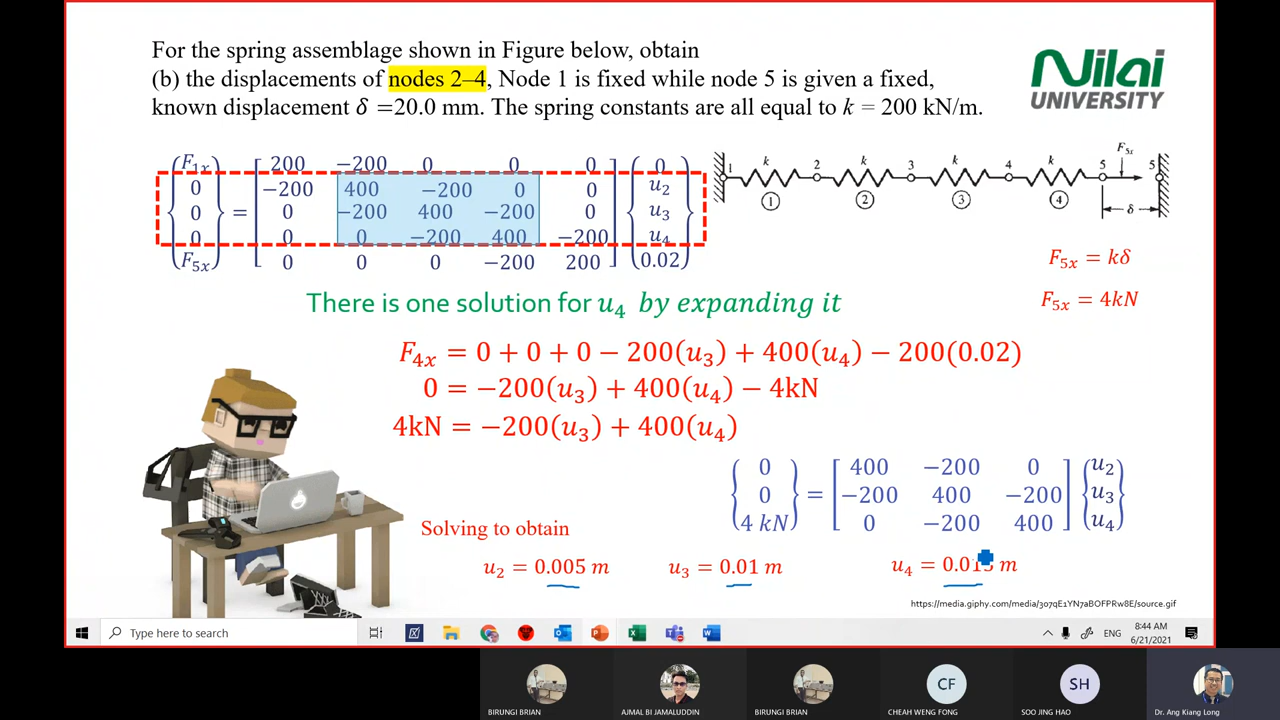 For the spring assemblage shown in Figure below, obtain
(b) the displacements of nodes 2–4, Node 1 is fixed while node 5 is given a fixed,
known displacement δ =20.0 mm. The spring constants are all equal to k = 200 kN/m.
Nilai
UNIVERSITY
F1x 200 −200 0 0 0 0
0 −200 400 −200 0 0 u2
0 = 0 −200 400 −200 0 u3
0 0 0 −200 400 −200 u4
F5x 0 0 0 −200 200 0.02
k k k k F5x
1 2 3 4 5 5
1 2 3 4 δ
F5x = kδ
F5x = 4kN
There is one solution for u4 by expanding it
F4x = 0 + 0 + 0 − 200(u3) + 400(u4) − 200(0.02)
0 = −200(u3) + 400(u4) − 4kN
4kN = −200(u3) + 400(u4)
0 400 −200 0 u2
0 = −200 400 −200 u3
4 kN 0 −200 400 u4
Solving to obtain
u2 = 0.005 m u3 = 0.01 m u4 = 0.015 m
https://media.giphy.com/media/3o7qE1YN7aBOFPRw8E/source.gif
Type here to search
ENG
8:44 AM
6/21/2021
CF SH
BIRUNGI BRIAN AJMAL BI JAMALUDDIN BIRUNGI BRIAN CHEAH WENG FONG SOO JING HAO Dr. Ang Kiang Long